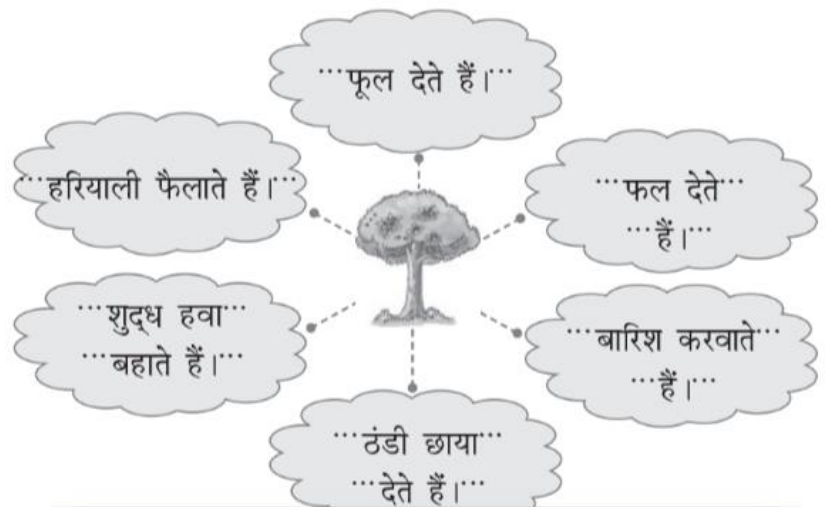 ...फूल देते हैं।...
...हरियाली फैलाते हैं।...
...फल देते...
...हैं।...
...शुद्ध हवा...
...बहाते हैं।...
...बारिश करवाते...
...हैं।...
...ठंडी छाया...
...देते हैं।...